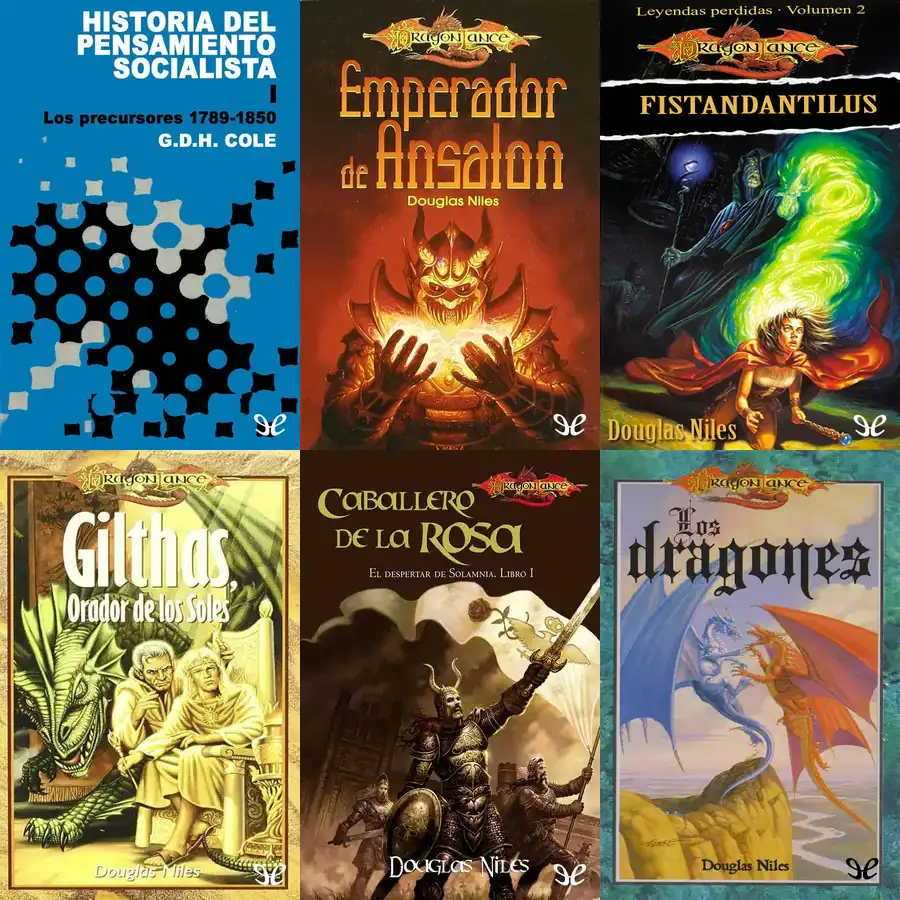 HISTORIA DEL
PENSAMIENTO
SOCIALISTA
I
Los precursores 1789-1850
G.D.H. COLE
DRAGONLANCE
Emperador
de Ansalon
Douglas Niles
Leyendas perdidas · Volumen 2
DRAGONLANCE
FISTANDANTILUS
Douglas Niles
DRAGONLANCE
Gilthas,
Orador de los Soles
Douglas Niles
DRAGONLANCE
CABALLERO
DE LA ROSA
EL DESPERTAR DE SOLAMNIA. LIBRO I
DOUGLAS NILES
DRAGONLANCE
Los
dragones
Douglas Niles